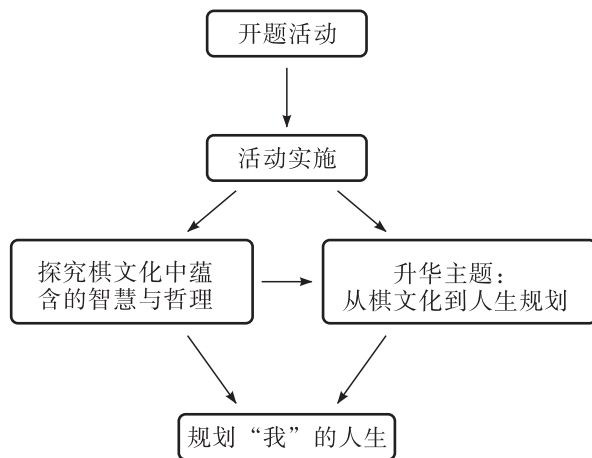 开题活动
活动实施
探究棋文化中蕴
含的智慧与哲理
升华主题：
从棋文化到人生规划
规划“我”的人生